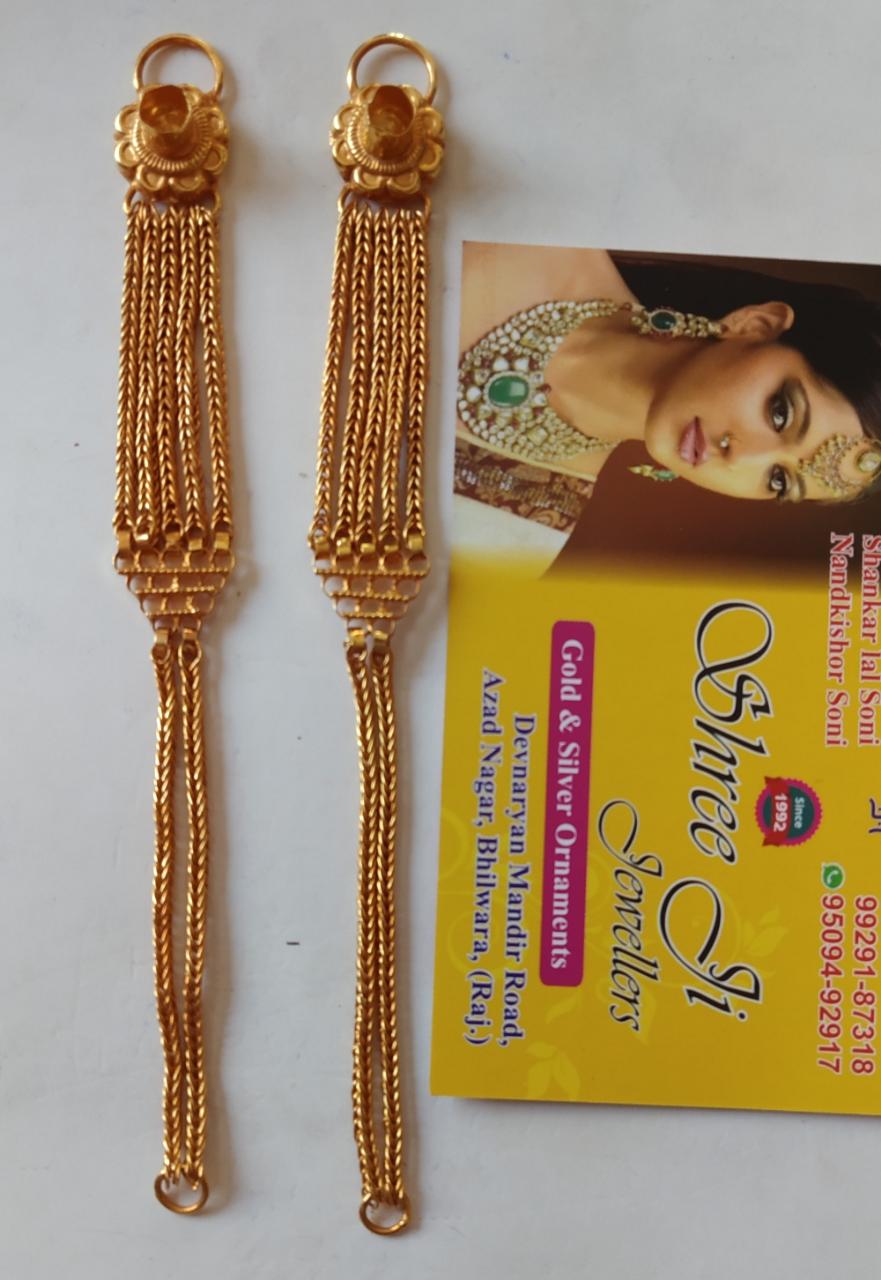 Shankar lal Soni
99291-87318
Nandkishor Soni
95094-92917
Since
1992
Shree Ji
Jewellers
Gold & Silver Ornaments
Devnaryan Mandir Road,
Azad Nagar, Bhilwara, (Raj.)